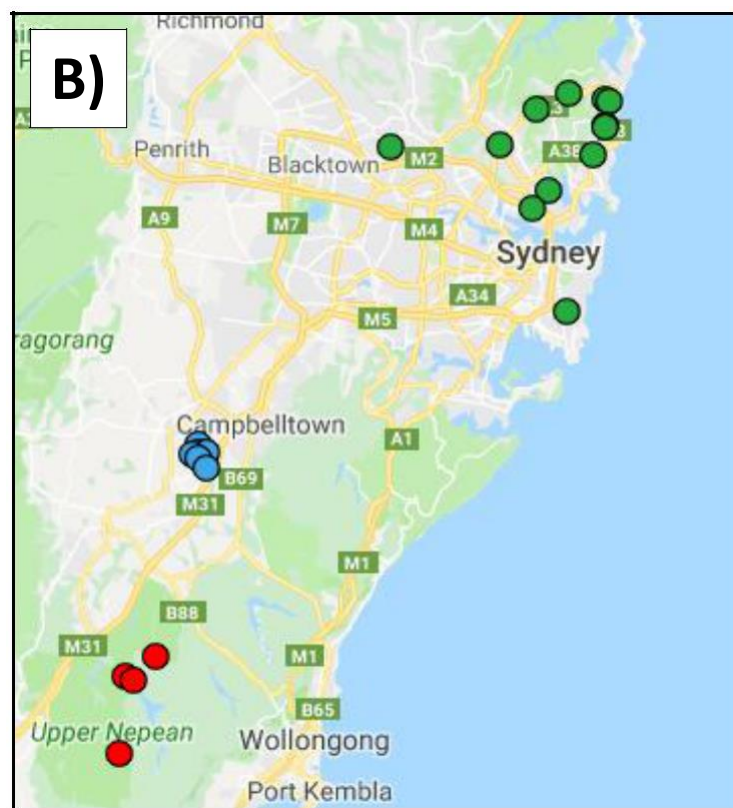 Richmond
B)
Penrith
Blacktown
M2
A38
A9
M7
M4
Sydney
A34
M5
ragorang
Campbelltown
A1
B69
M31
M1
B88
M31
M1
B65
Upper Nepean
Wollongong
Port Kembla